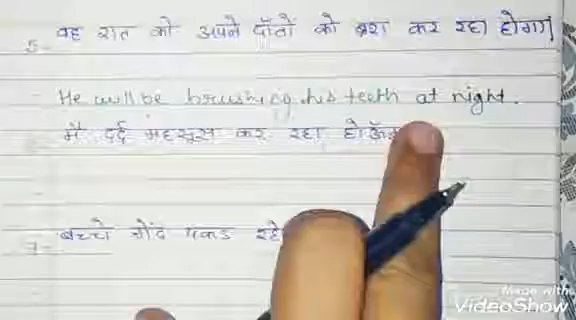 5- वह रात को अपने दाँतों को ब्रश कर रहा होगा।
He will be brushing his teeth at night.
मैं दर्द महसूस कर रहा
7- बच्चे गेंद पकड़ रहे
Made with
VideoShow